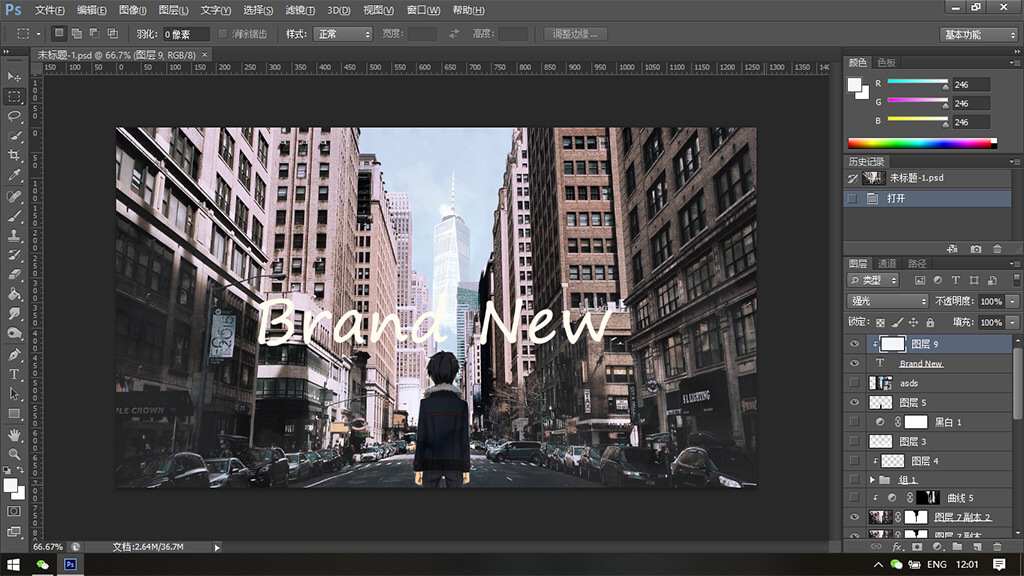 Ps 文件(F) 编辑(E) 图像(I) 图层(L) 文字(Y) 选择(S) 滤镜(T) 3D(D) 视图(V) 窗口(W) 帮助(H)
羽化: 0 像素 消除锯齿 样式: 正常 宽度: 高度: 调整边缘... 基本功能
未标题-1.psd @ 66.7% (图层 9, RGB/8) ×
150 100 50 0 50 100 150 200 250 300 350 400 450 500 550 600 650 700 750 800 850 900 950 1000 1050 1100 1150 1200 1250 1300 1350 140
颜色 色板
R 246
G 246
B 246
历史记录
未标题-1.psd
打开
图层 通道 路径
类型
强光 不透明度: 100%
锁定: 填充: 100%
图层 9
T Brand New
asds
图层 5
黑白 1
图层 3
图层 4
组 1
曲线 5
图层 7 副本 2
图层 7 副本
Brand New
PLE CROWN
51 LIGHTING
66.67% 文档:2.64M/36.7M
Ps ENG 12:01